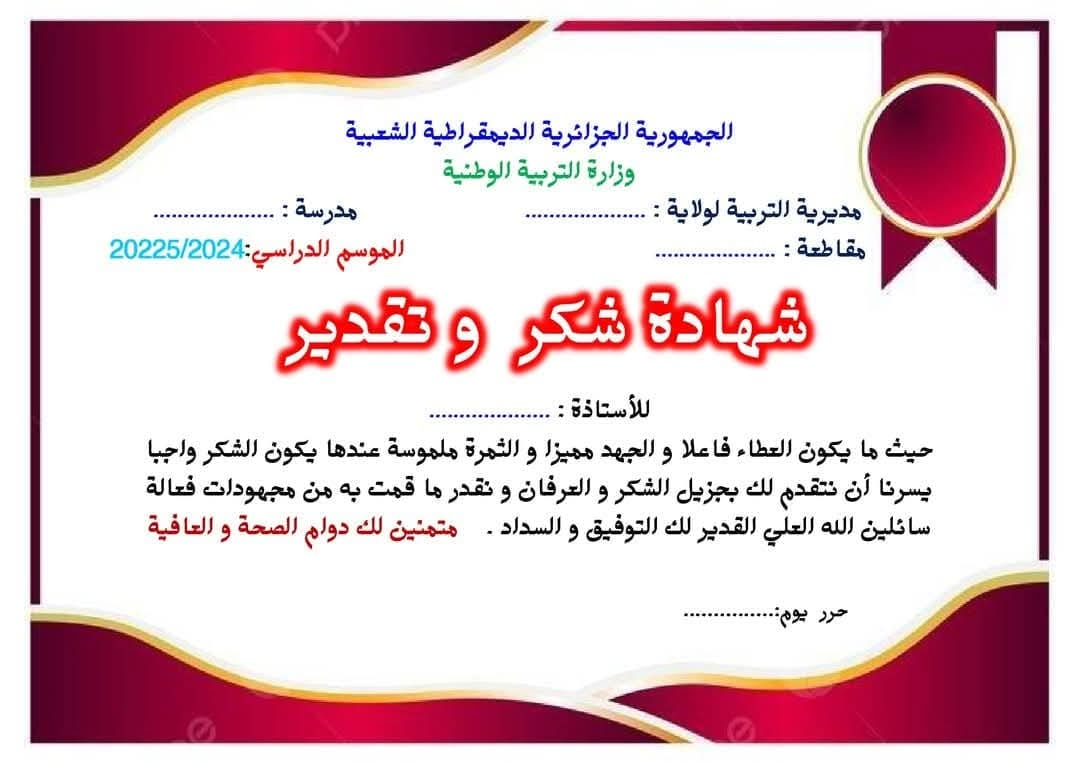 الجمهورية الجزائرية الديمقراطية الشعبية
وزارة التربية الوطنية
مديرية التربية لولاية : .................... مدرسة : ....................
مقاطعة : .................... الموسم الدراسي:20225/2024
شهادة شكر و تقدير
للأستاذة : ....................
حيث ما يكون العطاء فاعلا و الجهد مميزا و الثمرة ملموسة عندها يكون الشكر واجبا
يسرنا أن نتقدم لك بجزيل الشكر و العرفان و نقدر ما قمت به من مجهودات فعالة
سائلين الله العلي القدير لك التوفيق و السداد . متمنين لك دوام الصحة و العافية
حرر يوم:...............